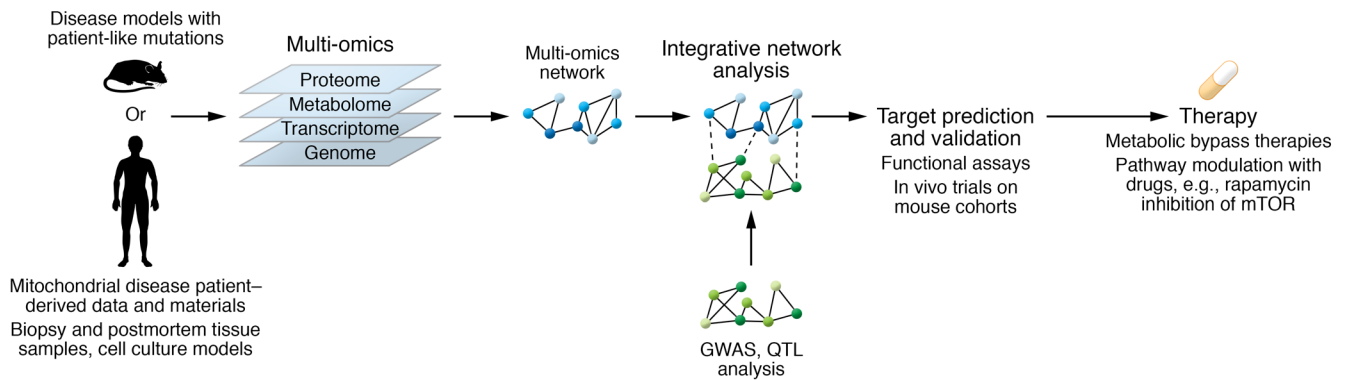 Disease models with
patient-like mutations
Or
Mitochondrial disease patient–
derived data and materials
Biopsy and postmortem tissue
samples, cell culture models
Multi-omics
Proteome
Metabolome
Transcriptome
Genome
Multi-omics
network
Integrative network
analysis
GWAS, QTL
analysis
Target prediction
and validation
Functional assays
In vivo trials on
mouse cohorts
Therapy
Metabolic bypass therapies
Pathway modulation with
drugs, e.g., rapamycin
inhibition of mTOR